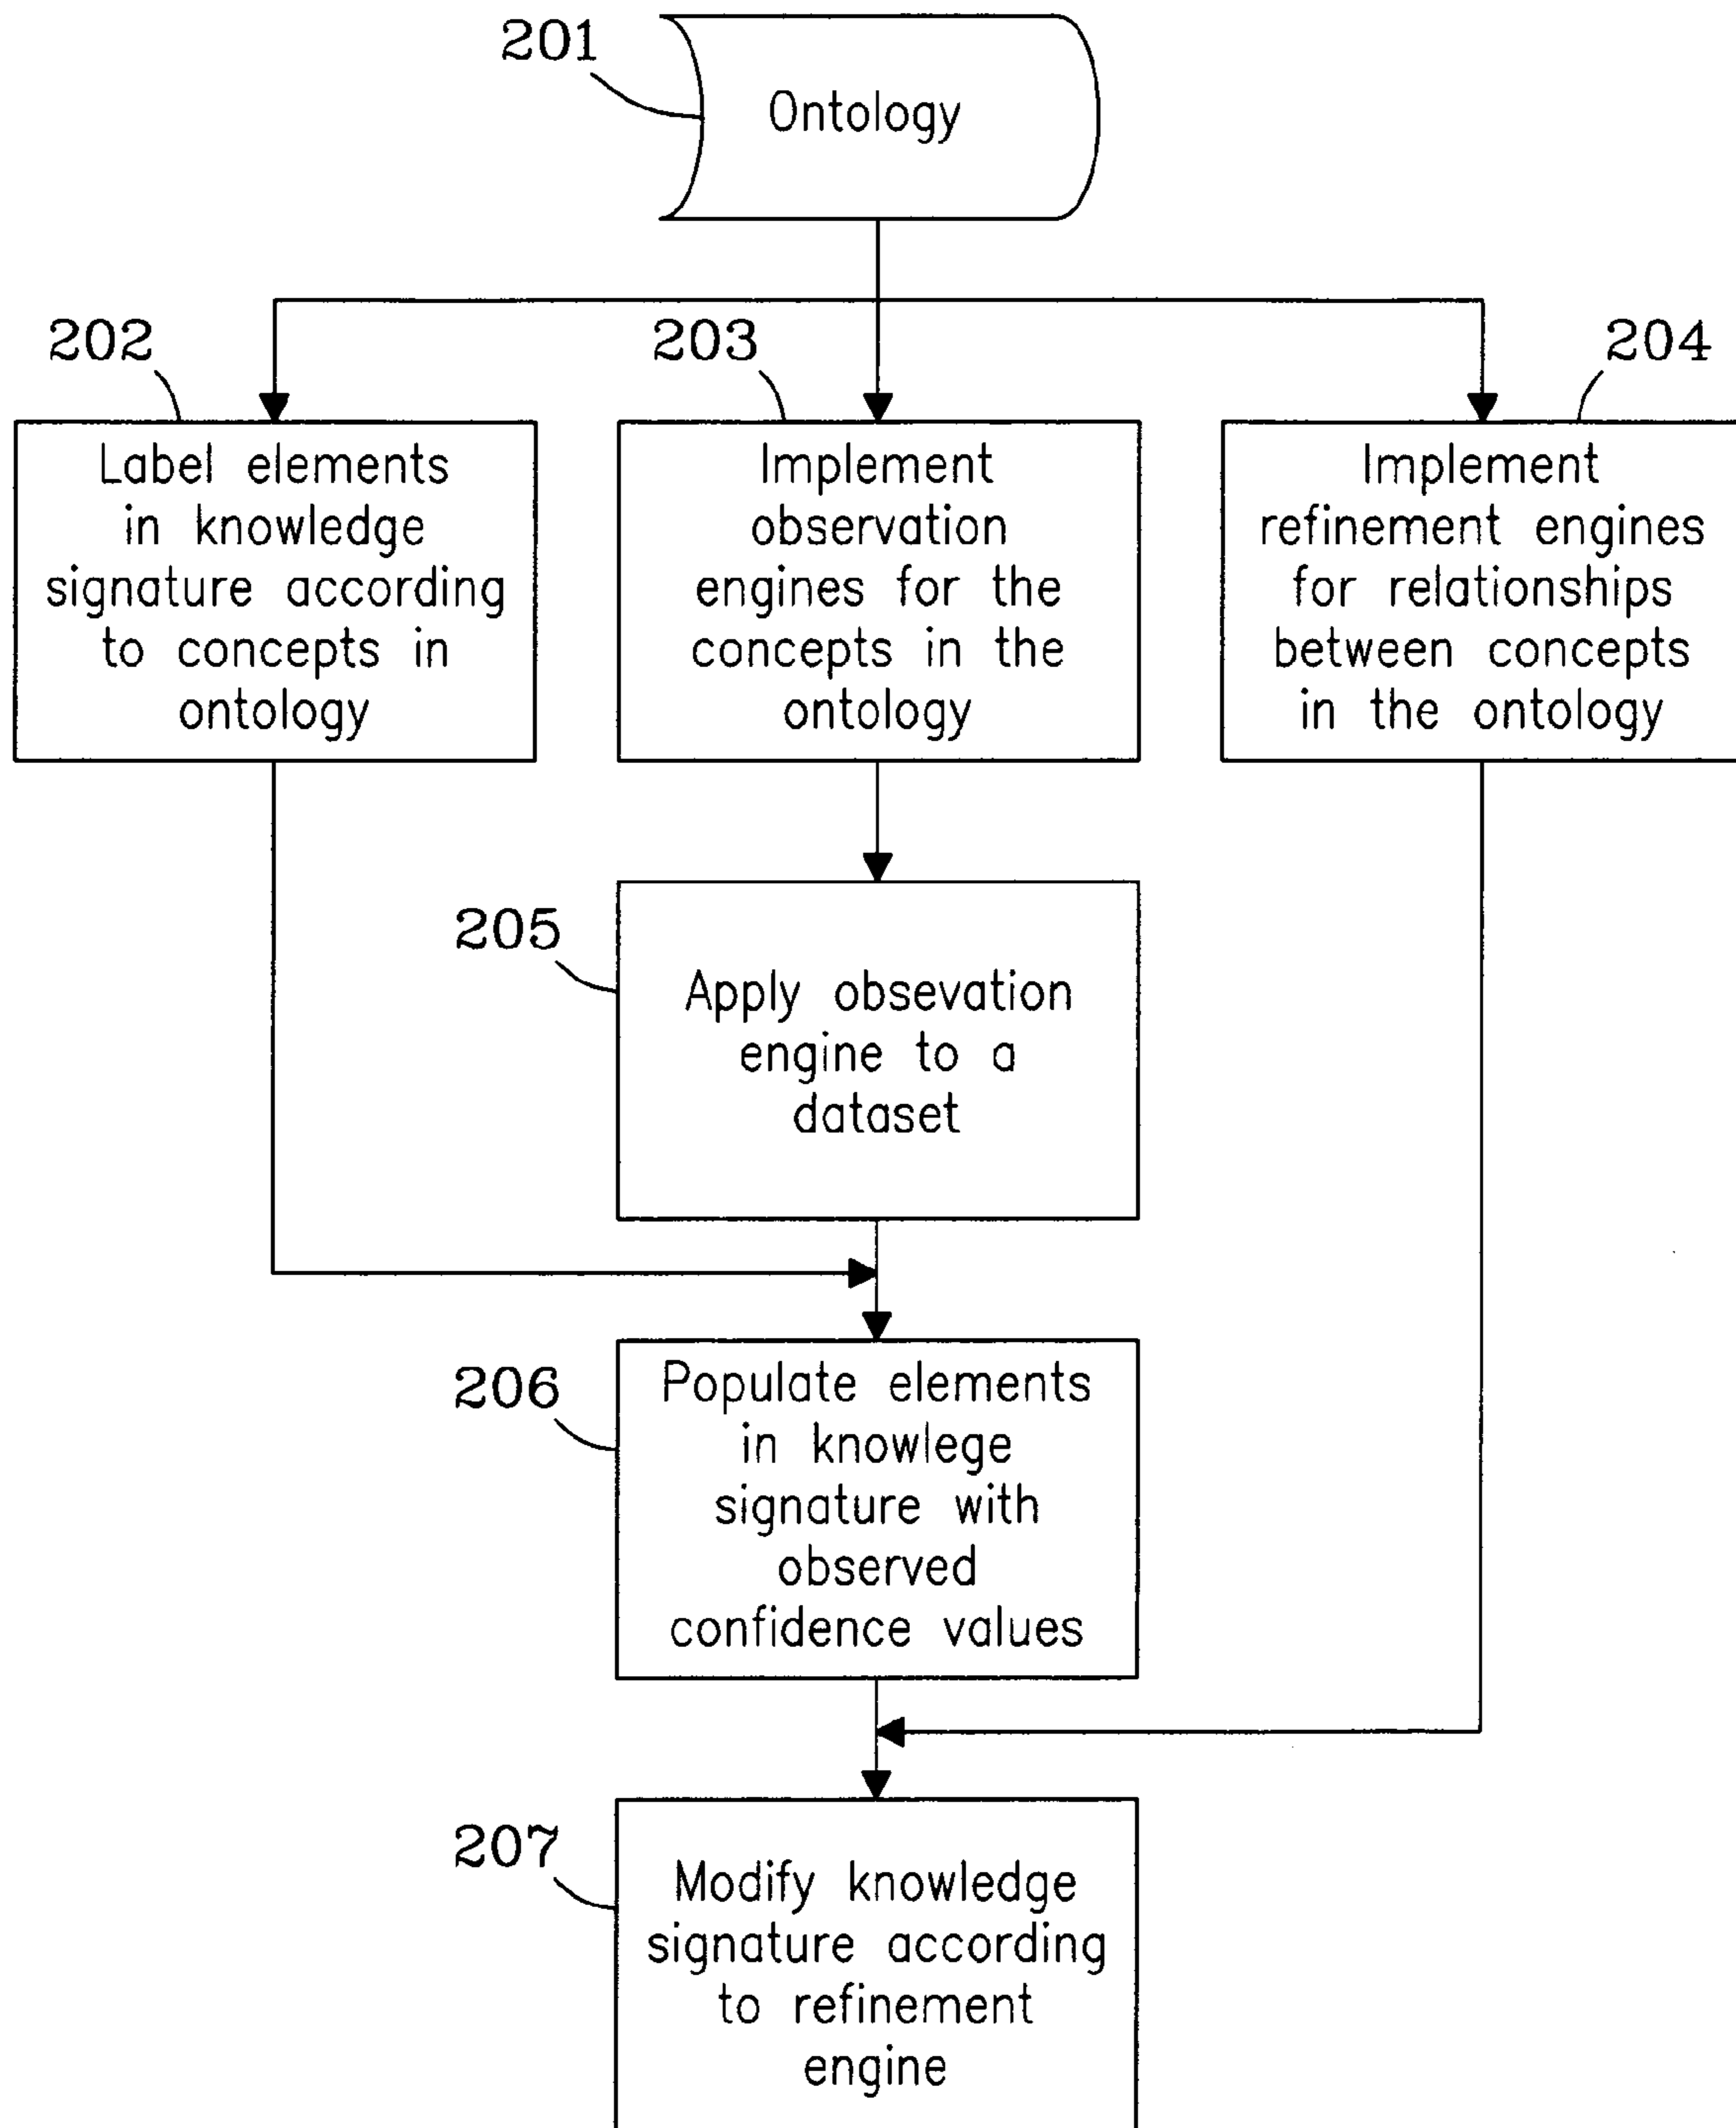 201
Ontology
202
203
204
Label elements
in knowledge
signature according
to concepts in
ontology
Implement
observation
engines for the
concepts in the
ontology
Implement
refinement engines
for relationships
between concepts
in the ontology
205
Apply obsevation
engine to a
dataset
206
Populate elements
in knowlege
signature with
observed
confidence values
207
Modify knowledge
signature according
to refinement
engine